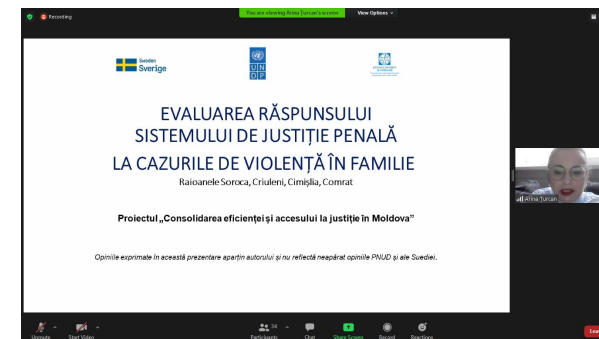 Recording
You are viewing Arina Țurcan's screen
View Options
Sweden
Sverige
U N
D P
EVALUAREA RĂSPUNSULUI
SISTEMULUI DE JUSTIȚIE PENALĂ
LA CAZURILE DE VIOLENȚĂ ÎN FAMILIE
Raioanele Soroca, Criuleni, Cimișlia, Comrat
Proiectul „Consolidarea eficienței și accesului la justiție în Moldova”
Opiniile exprimate în această prezentare aparțin autorului și nu reflectă neapărat opiniile PNUD și ale Suediei.
Arina Țurcan
Unmute
Start Video
34
Participants
Chat
Share Screen
Record
Reactions
Lea